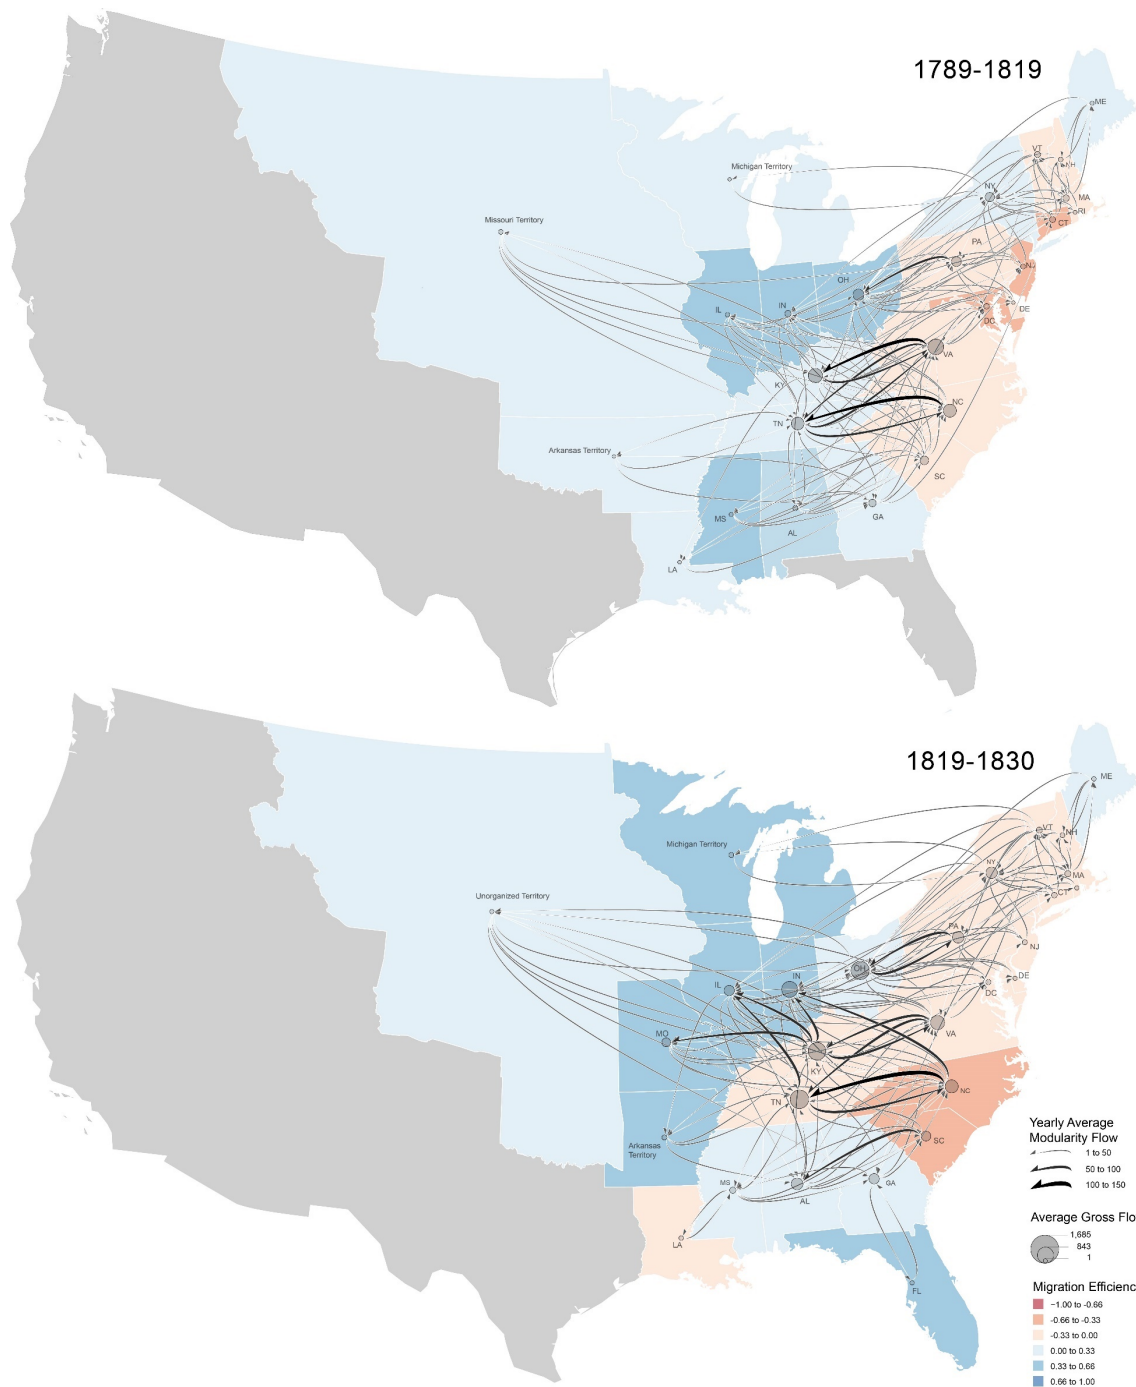 1789-1819
ME
VT
NH
Michigan Territory
NY
MA
RI
CT
Missouri Territory
PA
NJ
OH
IN
IL
DE
DC
VA
KY
NC
TN
Arkansas Territory
SC
MS
GA
AL
LA
1819-1830
ME
VT
NH
Michigan Territory
NY
MA
CT
Unorganized Territory
PA
NJ
OH
IN
DE
IL
DC
MO
VA
KY
NC
TN
SC
Arkansas
Territory
MS
GA
AL
LA
FL
Yearly Average
Modularity Flow
1 to 50
50 to 100
100 to 150
Average Gross Flo
1,685
843
1
Migration Efficienc
−1.00 to -0.66
-0.66 to -0.33
-0.33 to 0.00
0.00 to 0.33
0.33 to 0.66
0.66 to 1.00